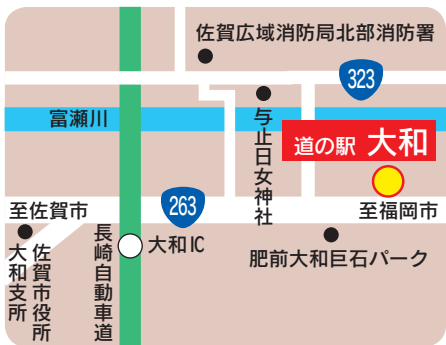 佐賀広域消防局北部消防署
323
富瀬川
与止日女神社
道の駅 大和
至佐賀市
263
至福岡市
大和IC
長崎自動車道
佐賀市役所
大和支所
肥前大和巨石パーク